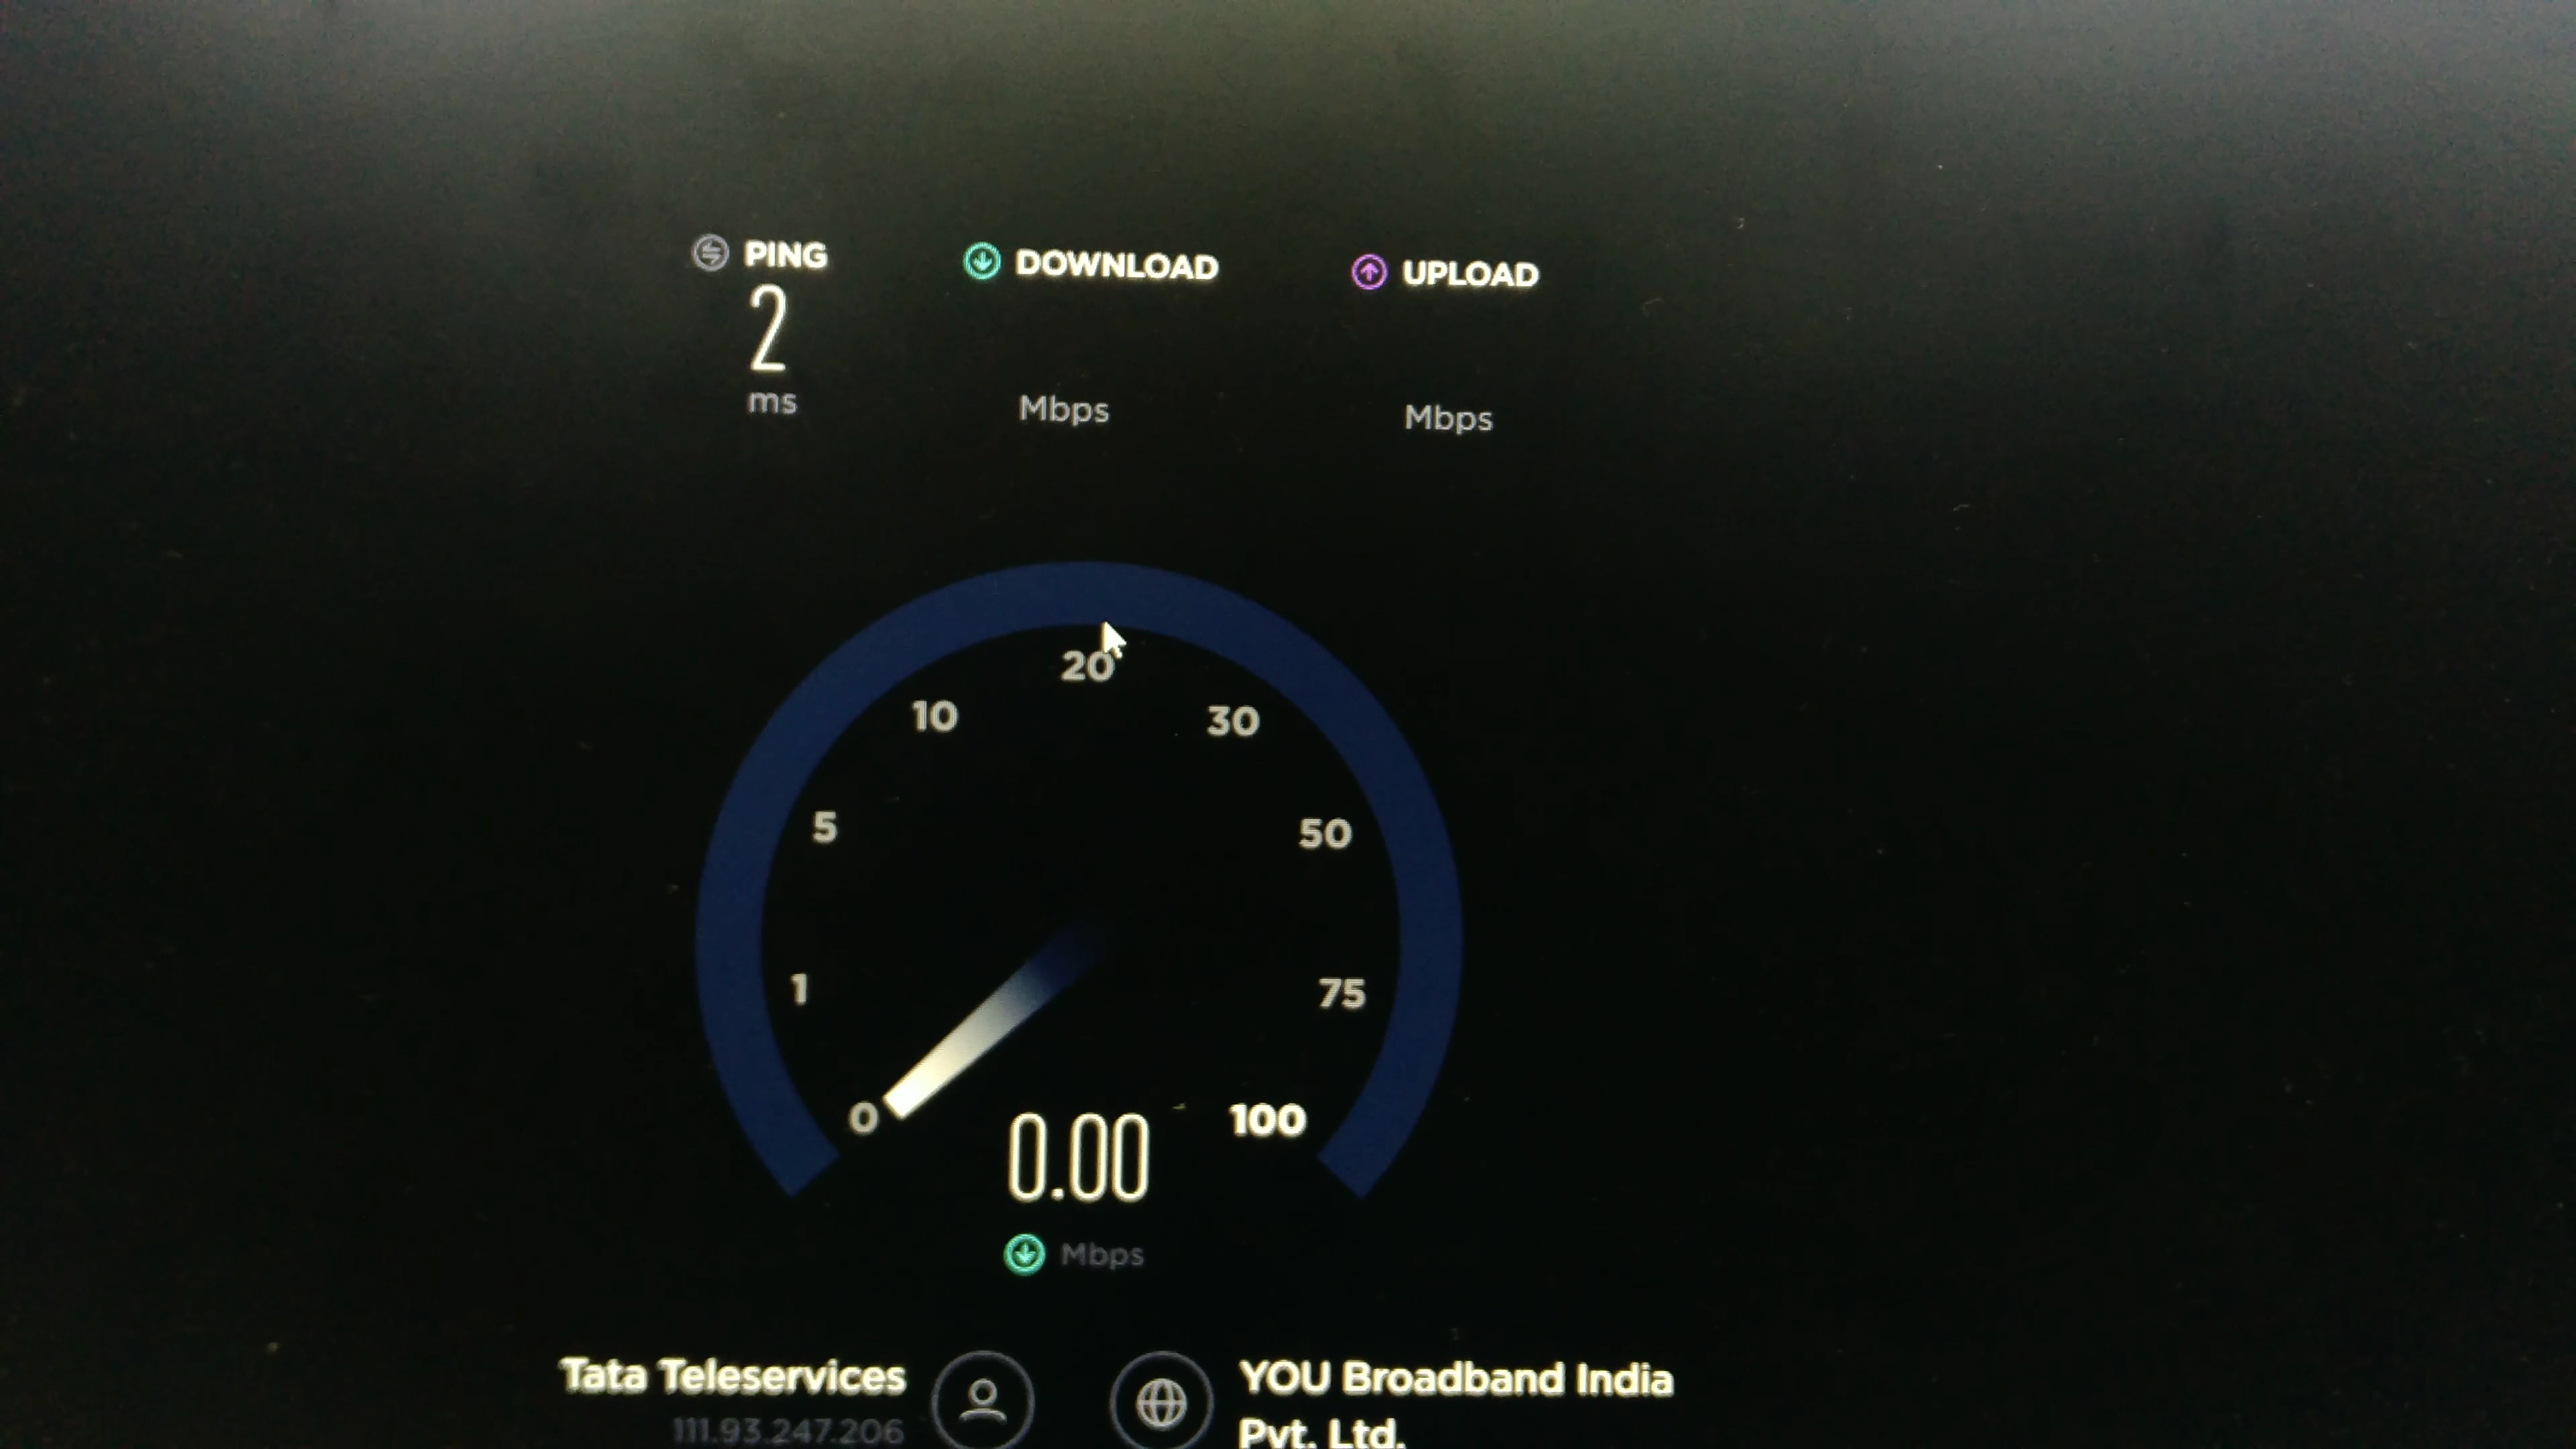 PING
2
ms
DOWNLOAD
Mbps
UPLOAD
Mbps
0
1
5
10
20
30
50
75
100
0.00
Mbps
Tata Teleservices
111.93.247.206
YOU Broadband India
Pvt. Ltd.